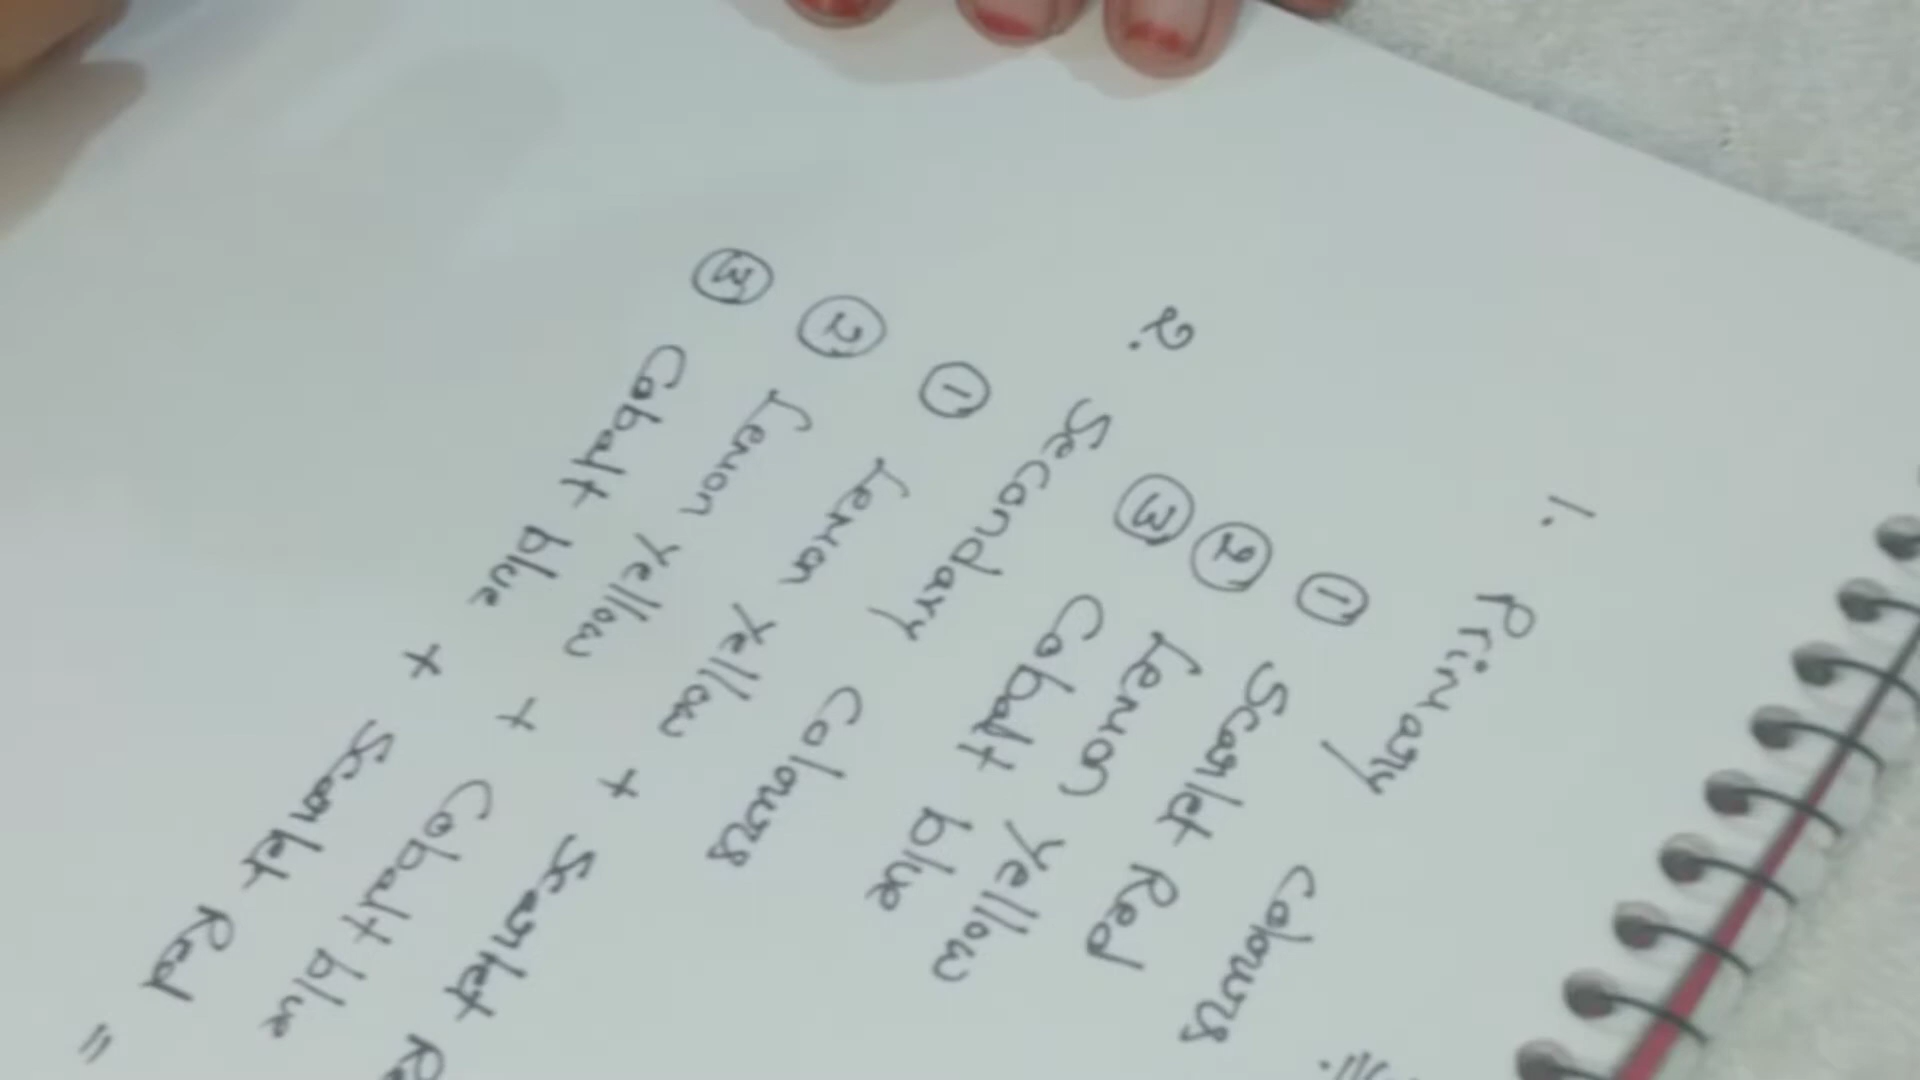 1. Primary colours
① Scarlet Red
② Lemon yellow
③ Cobalt blue
2. Secondary colours
① Lemon yellow + Scarlet
② Lemon yellow + Cobalt blue
③ Cobalt blue + Scarlet Red =